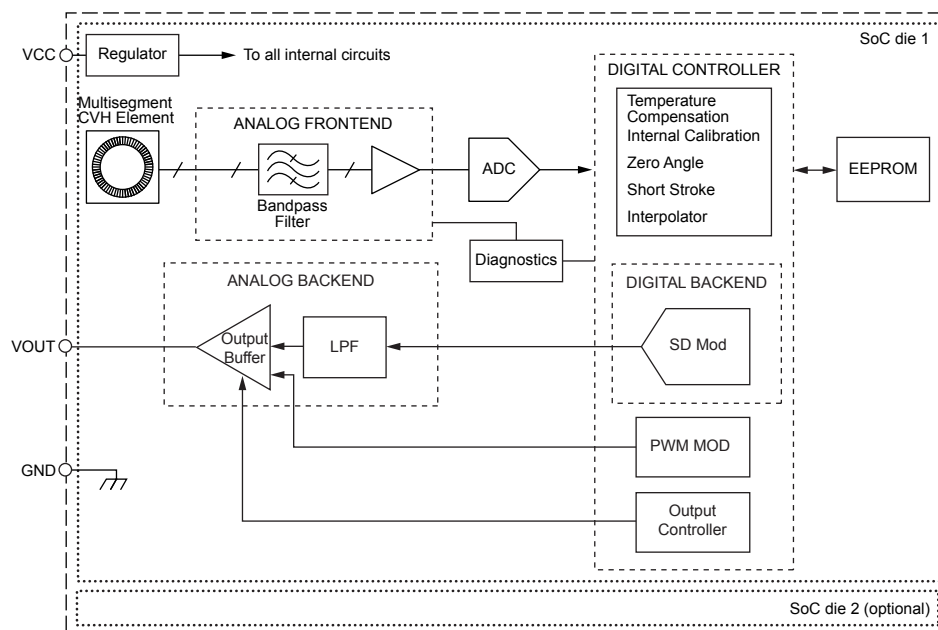 SoC die 1
VCC
Regulator
To all internal circuits
DIGITAL CONTROLLER
Multisegment
CVH Element
ANALOG FRONTEND
Bandpass
Filter
ADC
Temperature
Compensation
Internal Calibration
Zero Angle
Short Stroke
Interpolator
EEPROM
Diagnostics
ANALOG BACKEND
DIGITAL BACKEND
VOUT
Output
Buffer
LPF
SD Mod
PWM MOD
GND
Output
Controller
SoC die 2 (optional)